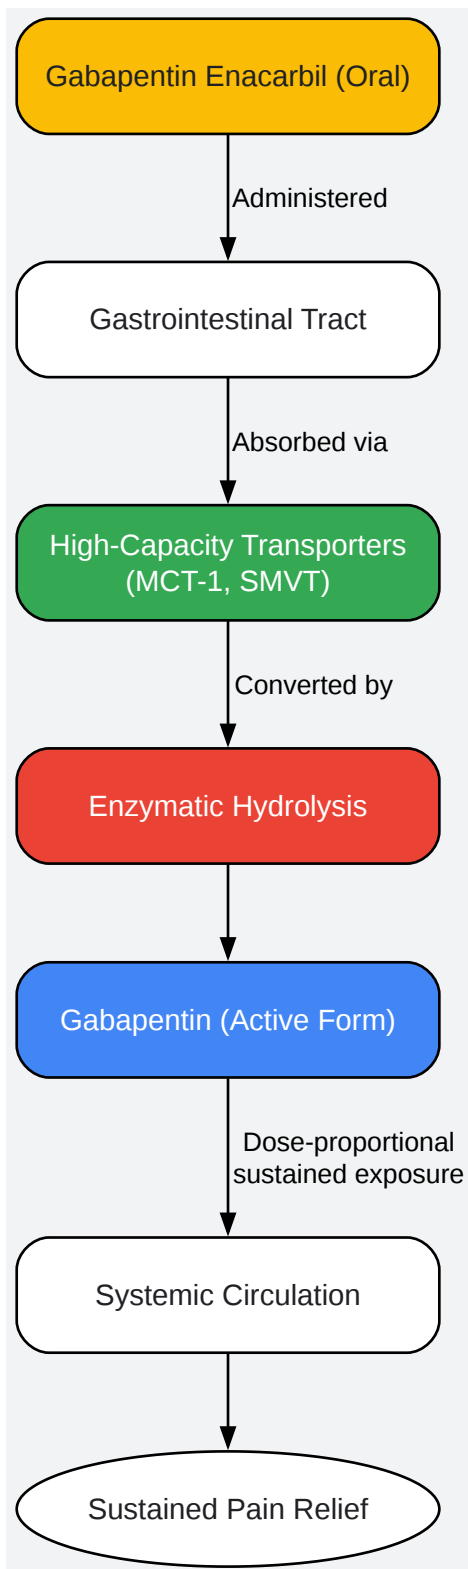 Gabapentin Enacarbil (Oral)
Administered
Gastrointestinal Tract
Absorbed via
High-Capacity Transporters
(MCT-1, SMVT)
Converted by
Enzymatic Hydrolysis
Gabapentin (Active Form)
Dose-proportional
sustained exposure
Systemic Circulation
Sustained Pain Relief